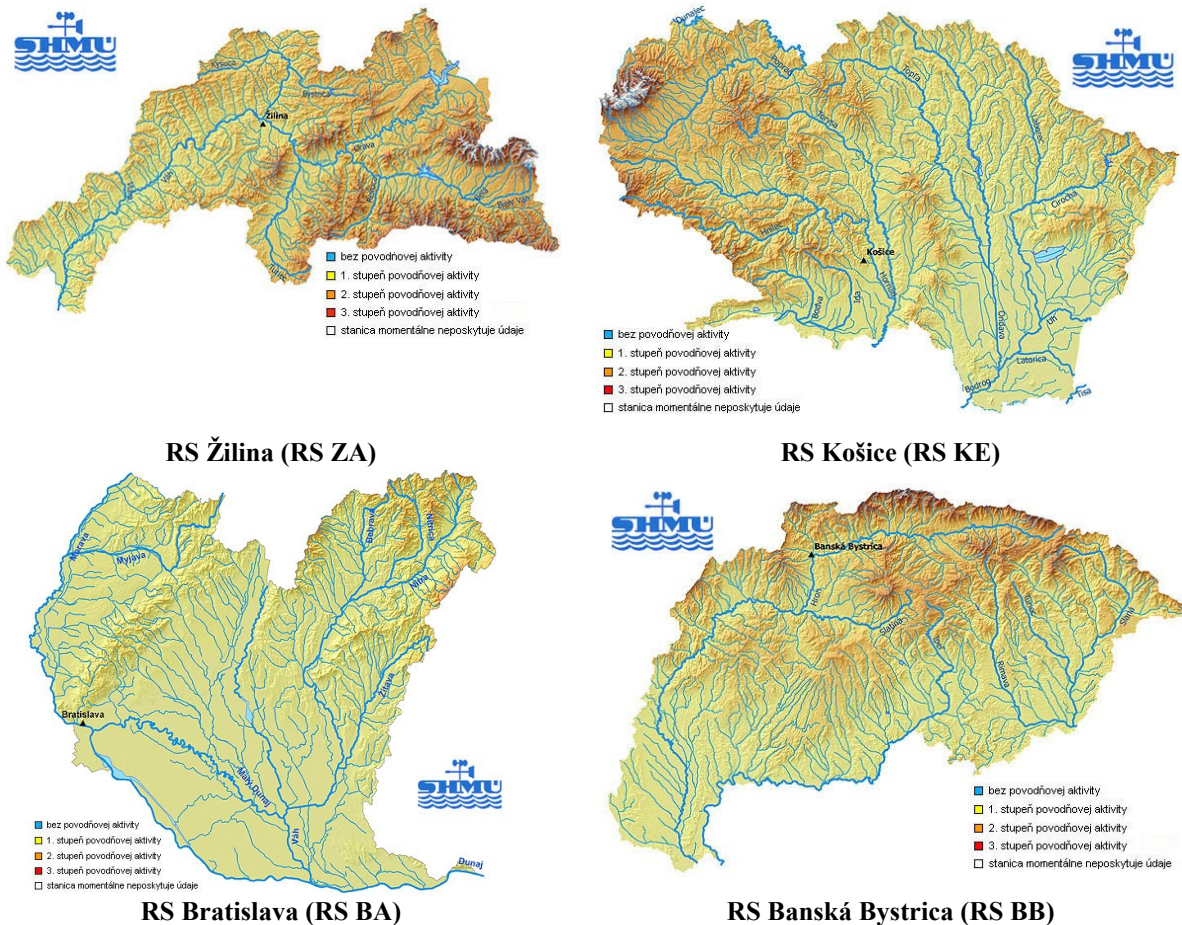 SHMÚ
Kysuca
Bystrica
Žilina
Váh
Orava
Revúca
Belá
Biely Váh
Turiec
bez povodňovej aktivity
1. stupeň povodňovej aktivity
2. stupeň povodňovej aktivity
3. stupeň povodňovej aktivity
stanica momentálne neposkytuje údaje
RS Žilina (RS ZA)
SHMÚ
Dunajec
Poprad
Topľa
Torysa
Laborec
Cirocha
Hnilec
Košice
Hornád
Bodva
Ida
Ondava
Uh
Latorica
Bodrog
Tisa
bez povodňovej aktivity
1. stupeň povodňovej aktivity
2. stupeň povodňovej aktivity
3. stupeň povodňovej aktivity
stanica momentálne neposkytuje údaje
RS Košice (RS KE)
Morava
Myjava
Bebrava
Nitrica
Nitra
Žitava
Bratislava
Malý Dunaj
Váh
Dunaj
SHMÚ
bez povodňovej aktivity
1. stupeň povodňovej aktivity
2. stupeň povodňovej aktivity
3. stupeň povodňovej aktivity
stanica momentálne neposkytuje údaje
RS Bratislava (RS BA)
SHMÚ
Banská Bystrica
Hron
Slatina
Turiec
Slaná
Rimava
bez povodňovej aktivity
1. stupeň povodňovej aktivity
2. stupeň povodňovej aktivity
3. stupeň povodňovej aktivity
stanica momentálne neposkytuje údaje
RS Banská Bystrica (RS BB)